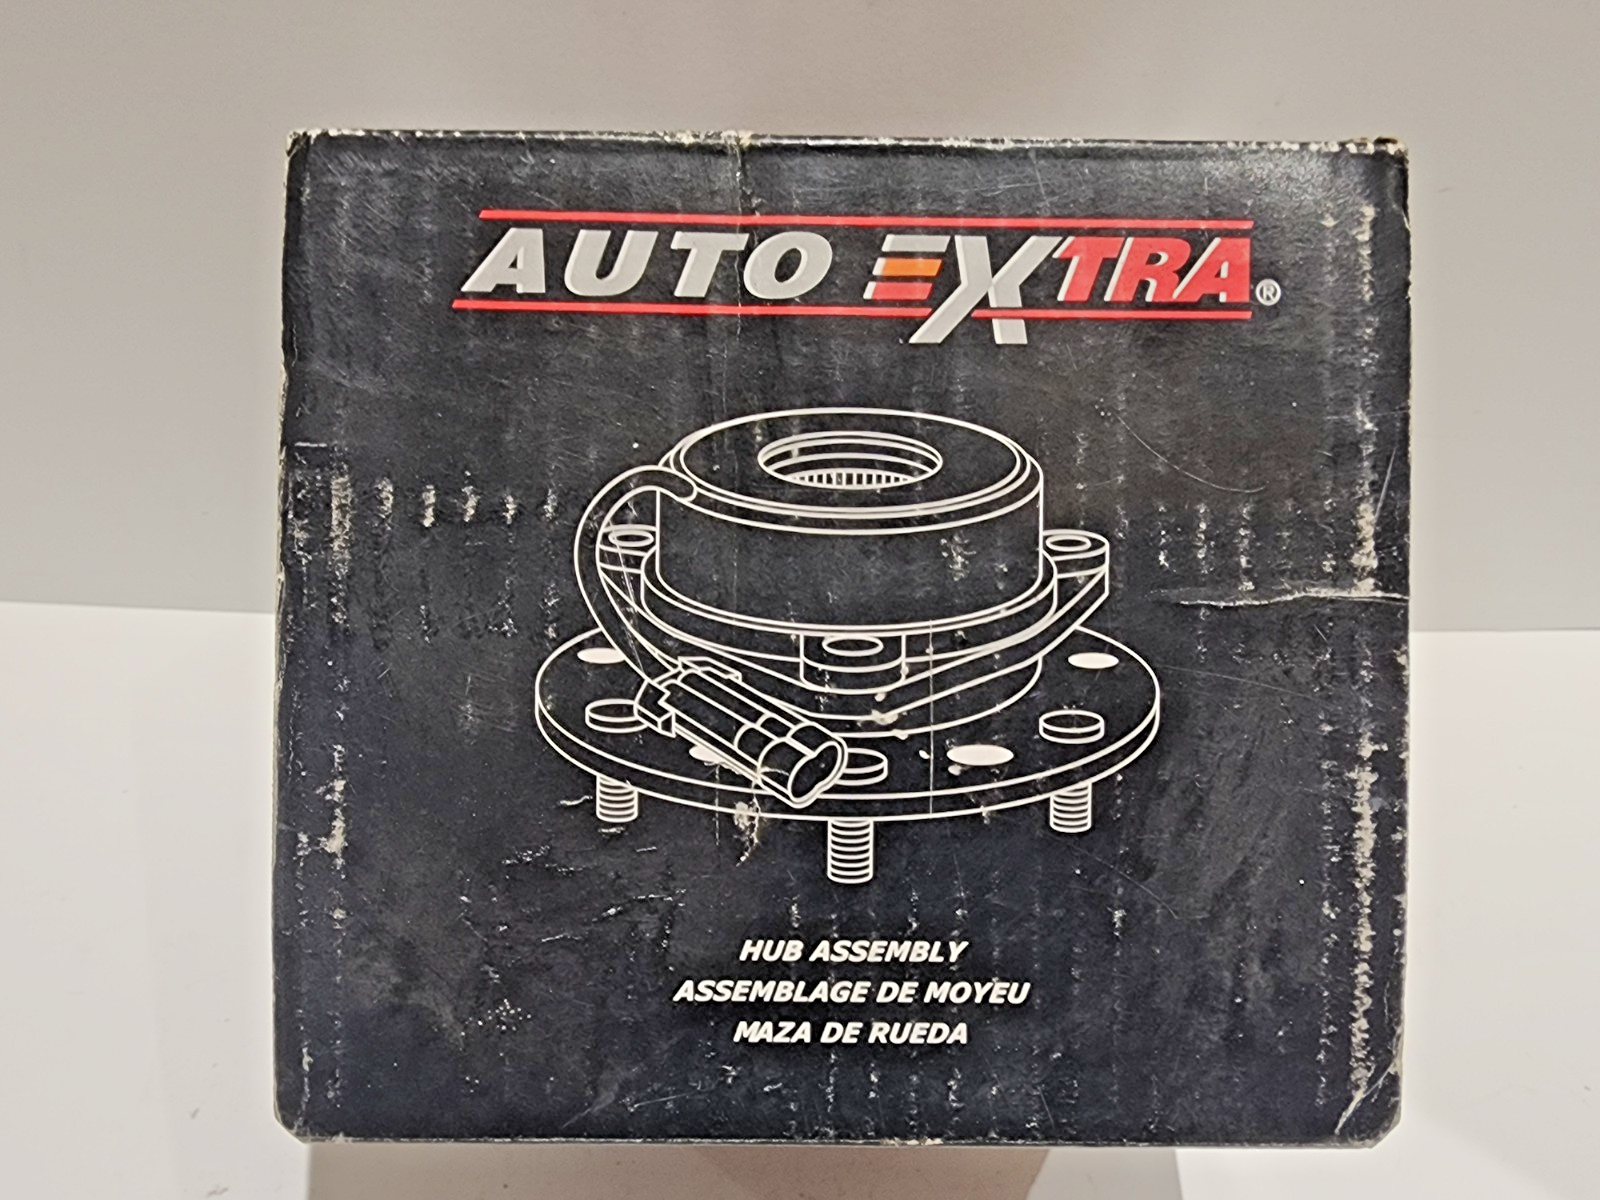 AUTO EXTRA®
HUB ASSEMBLY
ASSEMBLAGE DE MOYEU
MAZA DE RUEDA